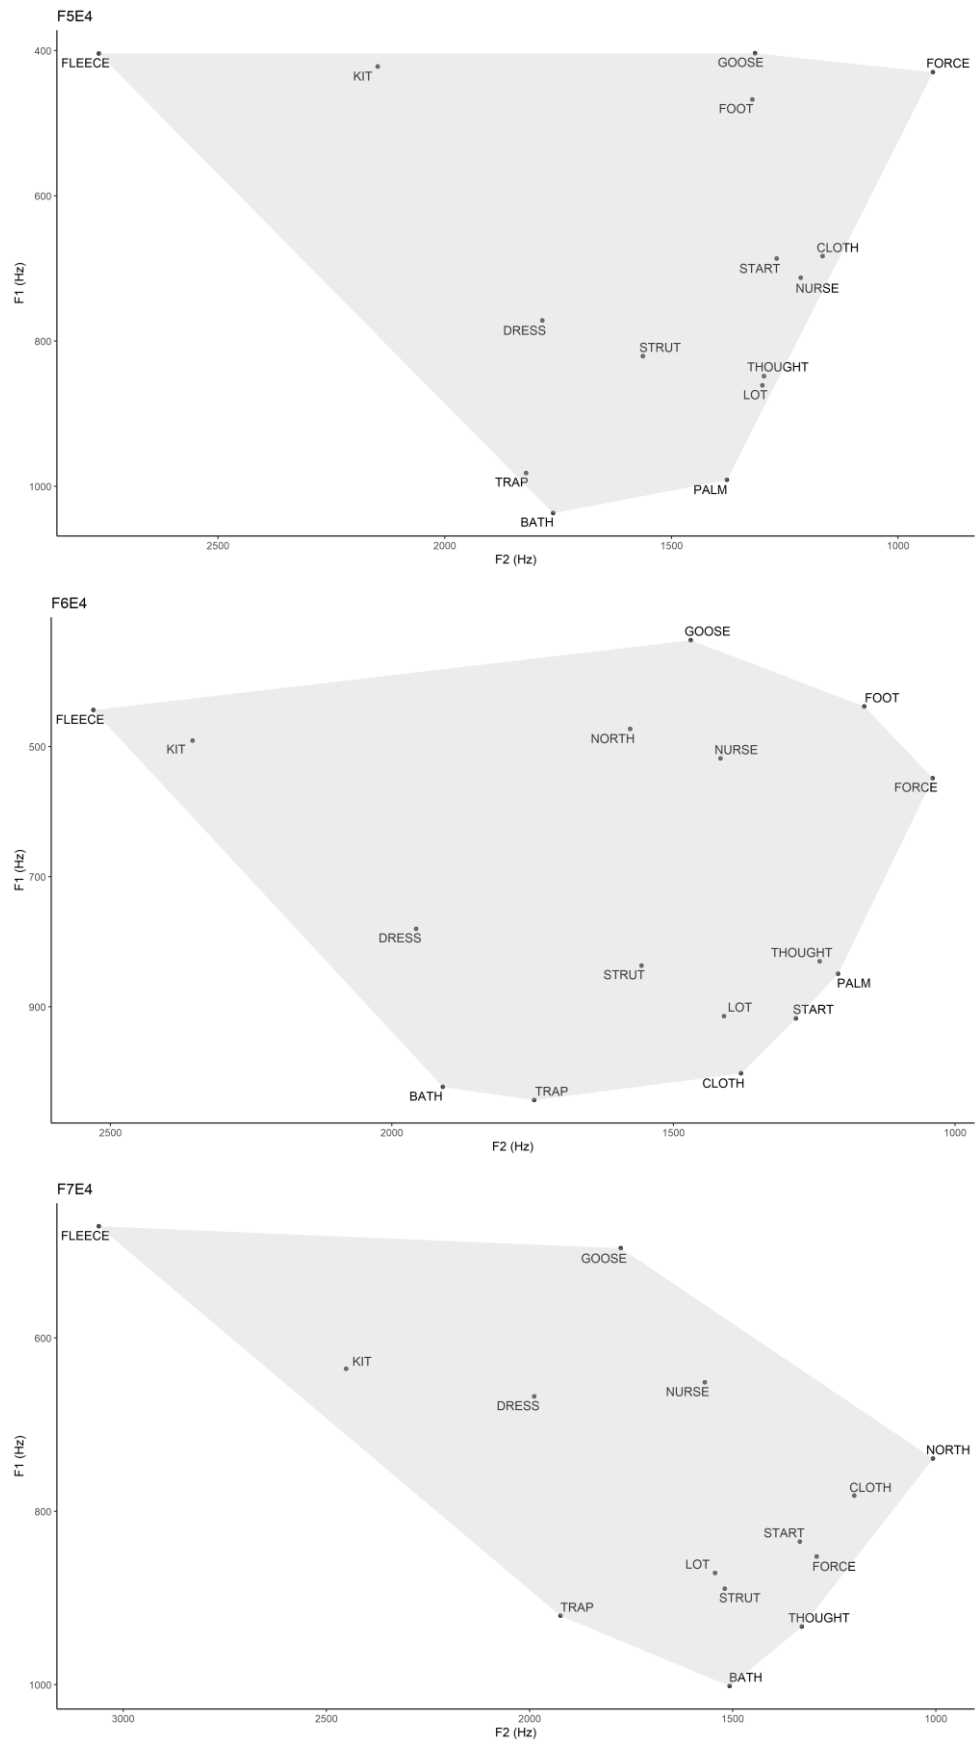 F5E4
400
FLEECE
KIT
GOOSE
FORCE
FOOT
600
F1 (Hz)
CLOTH
START
NURSE
DRESS
800
STRUT
THOUGHT
LOT
TRAP
PALM
1000
BATH
2500 2000 1500 1000
F2 (Hz)
F6E4
GOOSE
FOOT
FLEECE
NORTH
KIT
500
NURSE
FORCE
F1 (Hz)
700
DRESS
THOUGHT
STRUT
PALM
900
LOT
START
CLOTH
BATH
TRAP
2500 2000 1500 1000
F2 (Hz)
F7E4
FLEECE
GOOSE
600
KIT
NURSE
DRESS
F1 (Hz)
NORTH
CLOTH
800
START
LOT
FORCE
STRUT
TRAP
THOUGHT
BATH
1000
3000 2500 2000 1500 1000
F2 (Hz)